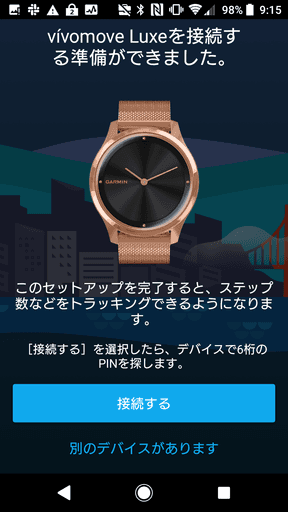 98% 9:15
vívomove Luxeを接続す
る準備ができました。
GARMIN
このセットアップを完了すると、ステップ
数などをトラッキングできるようになりま
す。
［接続する］を選択したら、デバイスで6桁の
PINを探します。
接続する
別のデバイスがあります